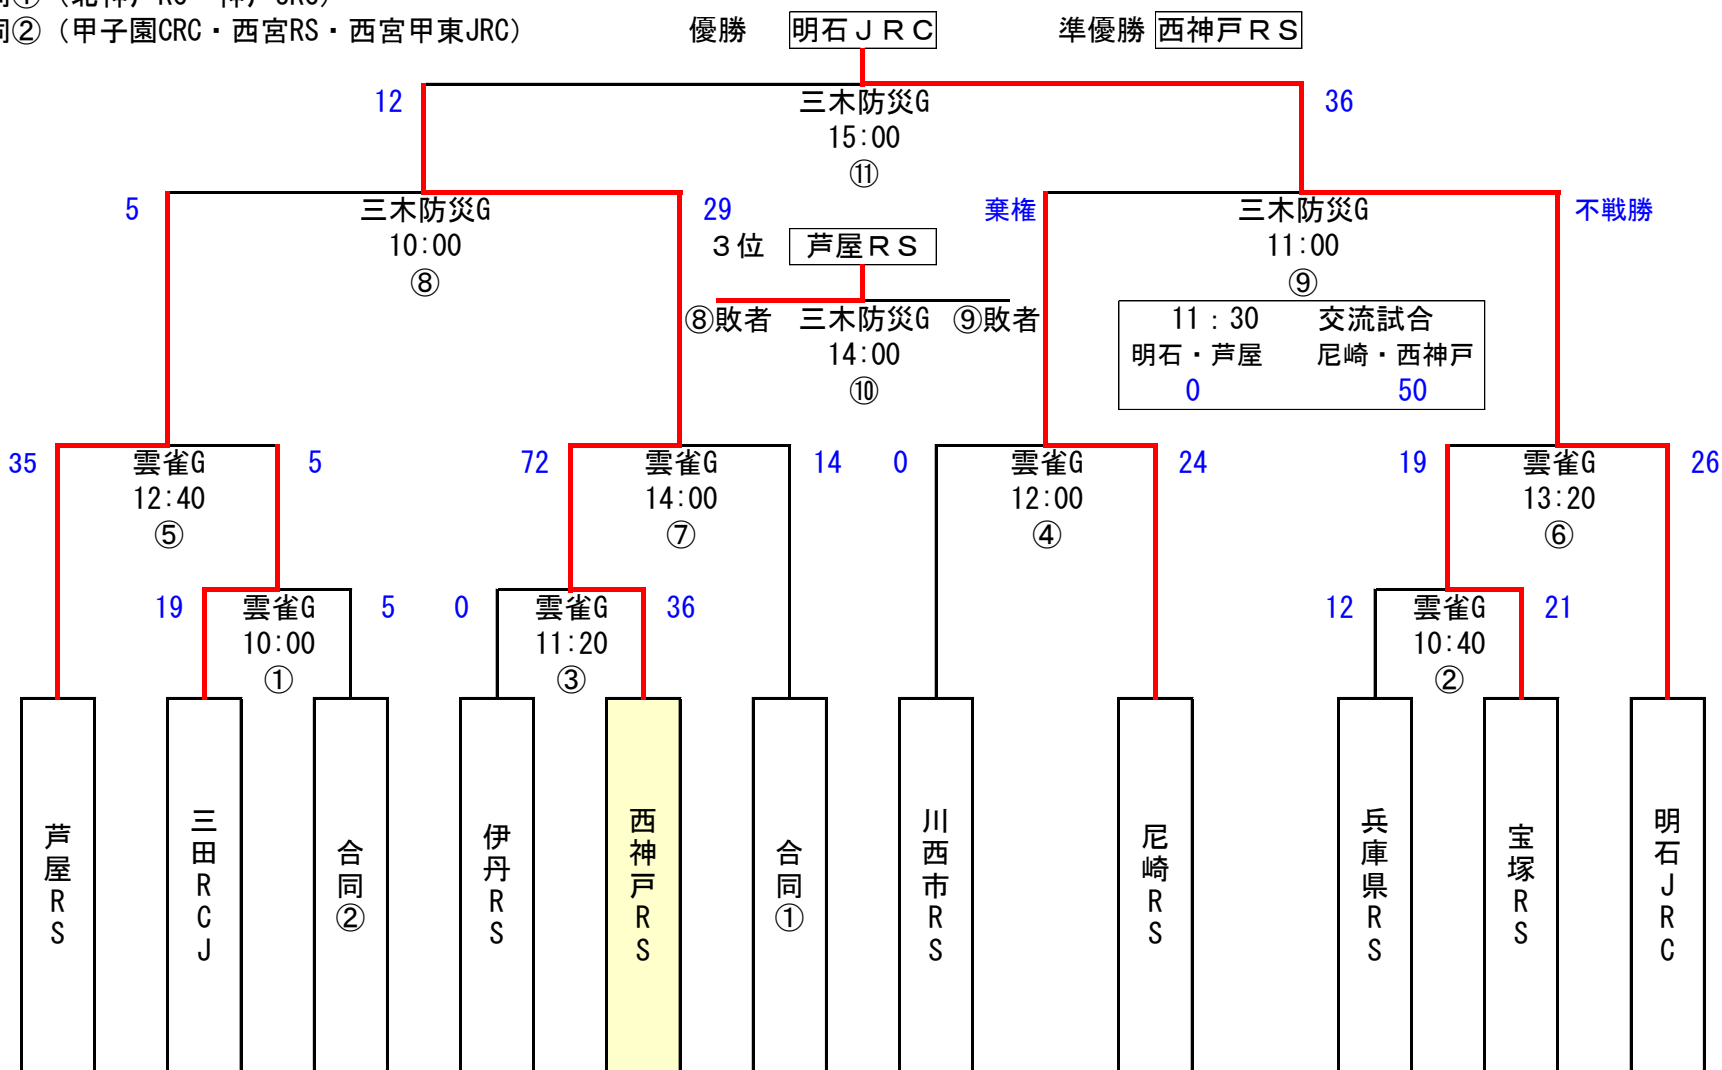 同②（甲子園CRC・西宮RS・西宮甲東JRC）
優勝 明石ＪＲＣ 準優勝 西神戸ＲＳ
12 三木防災G 36
15:00
⑪
5 三木防災G 29 棄権 三木防災G 不戦勝
10:00 ３位 芦屋ＲＳ 11:00
⑧ ⑨
⑧敗者 三木防災G ⑨敗者 11：30 交流試合
14:00 明石・芦屋 尼崎・西神戸
⑩ 0 50
35 雲雀G 5 72 雲雀G 14 0 雲雀G 24 19 雲雀G 26
12:40 14:00 12:00 13:20
⑤ ⑦ ④ ⑥
19 雲雀G 5 0 雲雀G 36 12 雲雀G 21
10:00 11:20 10:40
① ③ ②
芦屋RS
三田RCJ
合同②
伊丹RS
西神戸RS
合同①
川西市RS
尼崎RS
兵庫県RS
宝塚RS
明石JRC